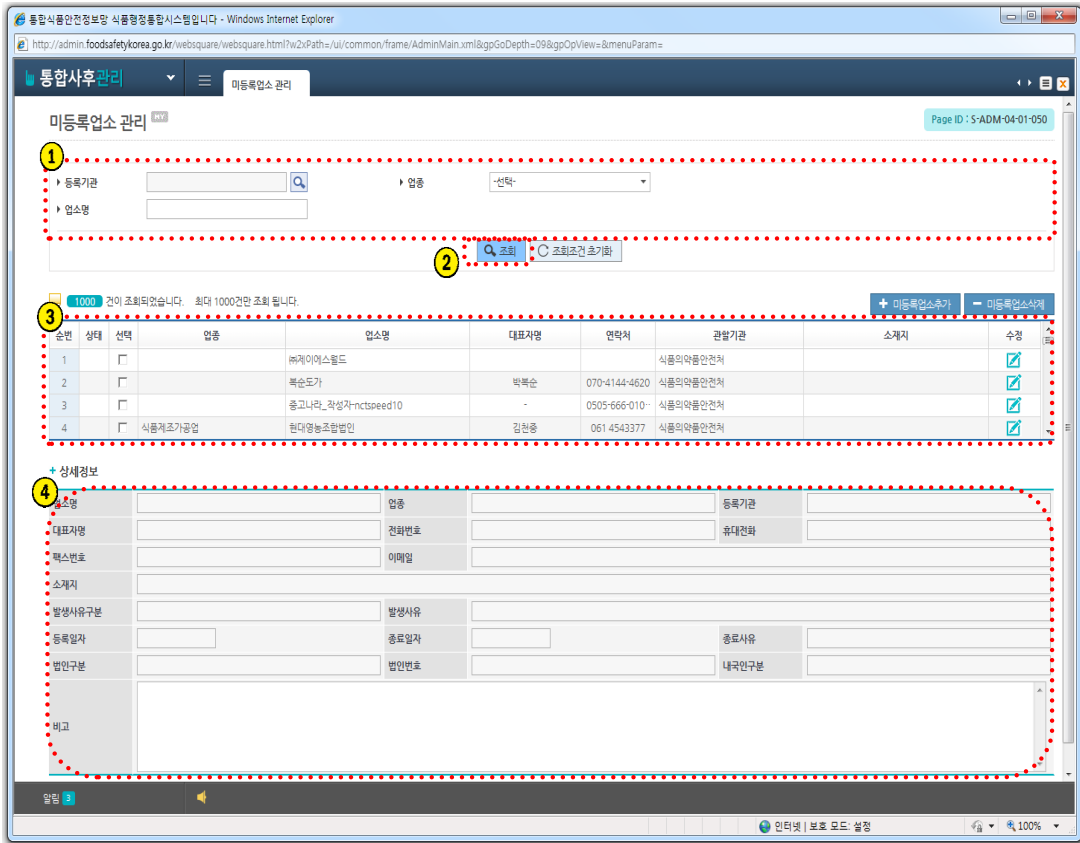 통합식품안전정보망 식품행정통합시스템입니다 - Windows Internet Explorer
http://admin.foodsafetykorea.go.kr/websquare/websquare.html?w2xPath=/ui/common/frame/AdminMain.xml&gpGoDepth=09&gpOpView=&menuParam=
통합사후관리 미등록업소 관리
미등록업소 관리 MY Page ID : S-ADM-04-01-050
1
등록기관 업종 -선택-
업소명
2 조회 조회조건 초기화
1000 건이 조회되었습니다. 최대 1000건만 조회 됩니다. 미등록업소추가 미등록업소삭제
3
순번 상태 선택 업종 업소명 대표자명 연락처 관할기관 소재지 수정
1 ㈜제이에스월드 식품의약품안전처
2 복순도가 박복순 070-4144-4620 식품의약품안전처
3 중고나라_작성자-nctspeed10 - 0505-666-010… 식품의약품안전처
4 식품제조가공업 현대영농조합법인 김천중 061 4543377 식품의약품안전처
+ 상세정보
4
업소명 업종 등록기관
대표자명 전화번호 휴대전화
팩스번호 이메일
소재지
발생사유구분 발생사유
등록일자 종료일자 종료사유
법인구분 법인번호 내국인구분
비고
알림 3
인터넷 | 보호 모드: 설정 100%